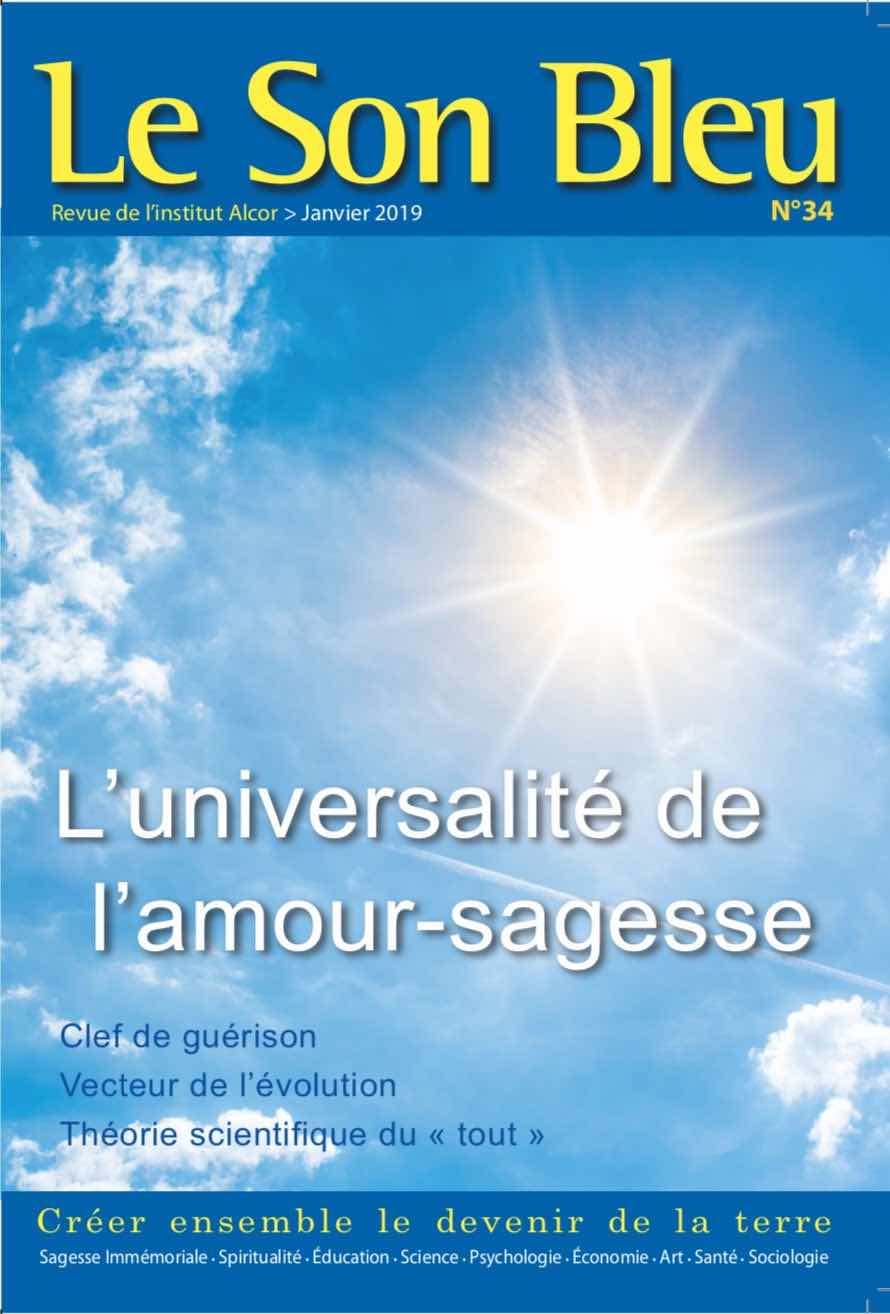 Le Son Bleu
Revue de l’institut Alcor > Janvier 2019
N°34
L’universalité de
l’amour-sagesse
Clef de guérison
Vecteur de l’évolution
Théorie scientifique du « tout »
Créer ensemble le devenir de la terre
Sagesse Immémoriale · Spiritualité · Éducation · Science · Psychologie · Économie · Art · Santé · Sociologie